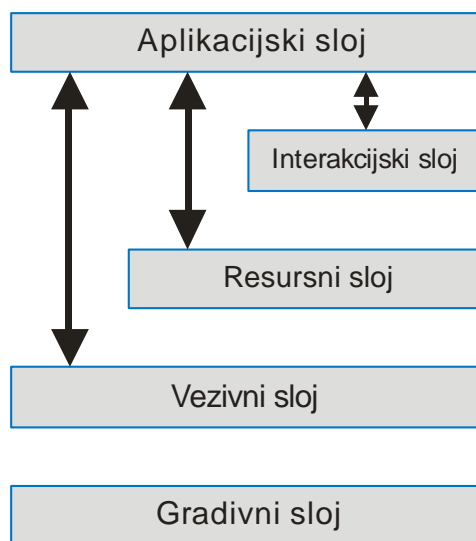 Aplikacijski sloj
Interakcijski sloj
Resursni sloj
Vezivni sloj
Gradivni sloj